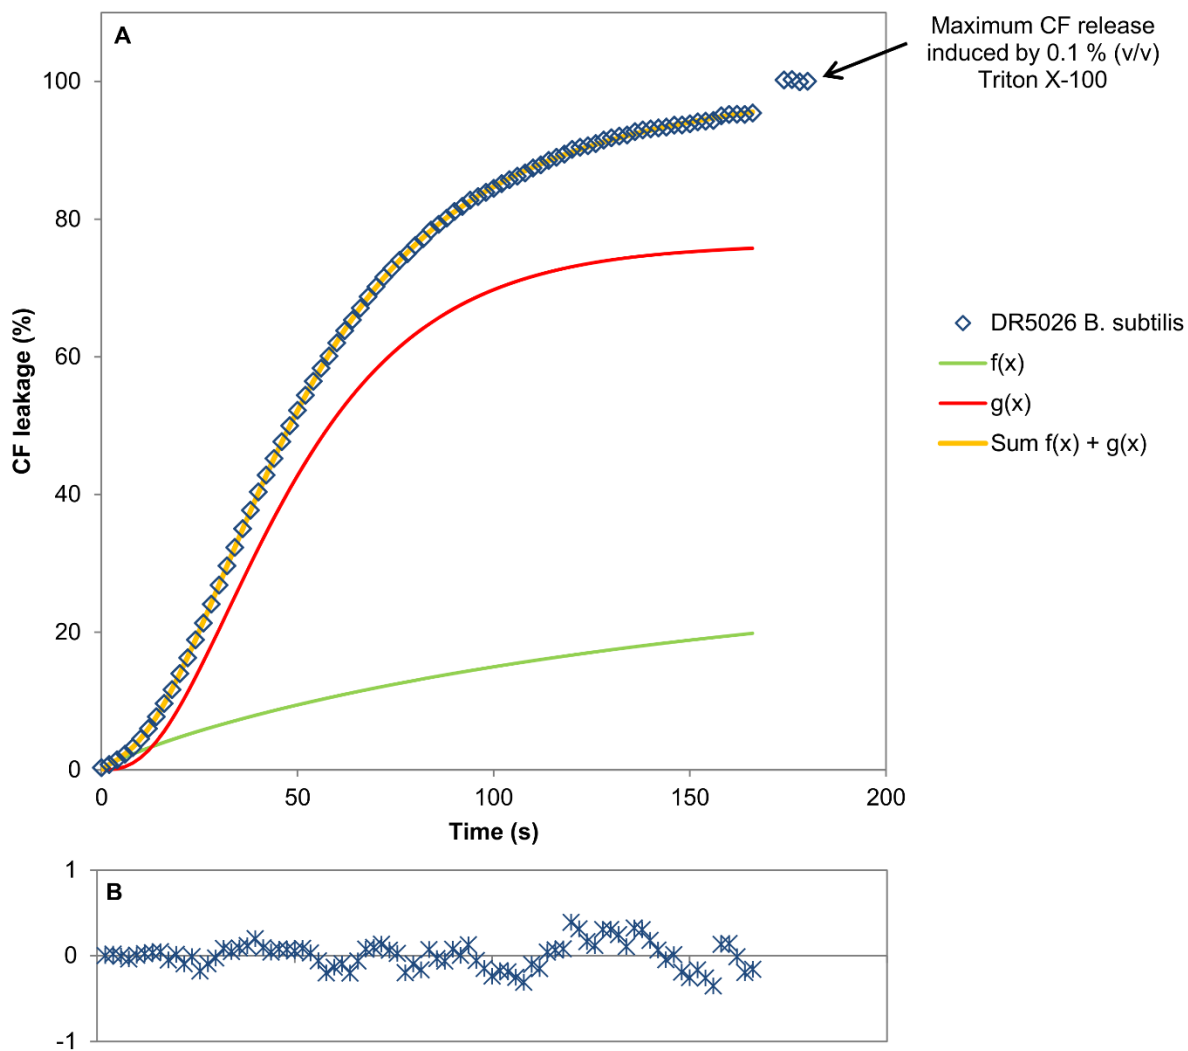 A
Maximum CF release
induced by 0.1 % (v/v)
Triton X-100
100
80
60
40
20
0
CF leakage (%)
0 50 100 150 200
Time (s)
DR5026 B. subtilis
f(x)
g(x)
Sum f(x) + g(x)
B
1
0
-1